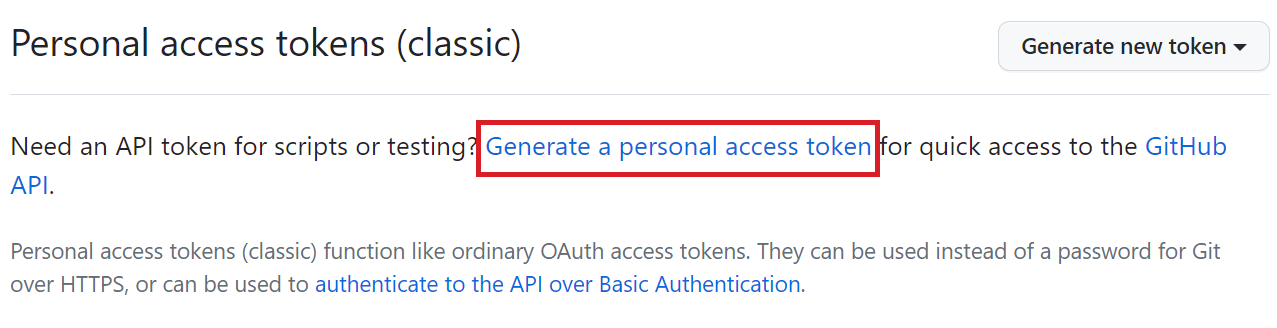 Personal access tokens (classic)
Generate new token
Need an API token for scripts or testing? Generate a personal access token for quick access to the GitHub
API.
Personal access tokens (classic) function like ordinary OAuth access tokens. They can be used instead of a password for Git
over HTTPS, or can be used to authenticate to the API over Basic Authentication.